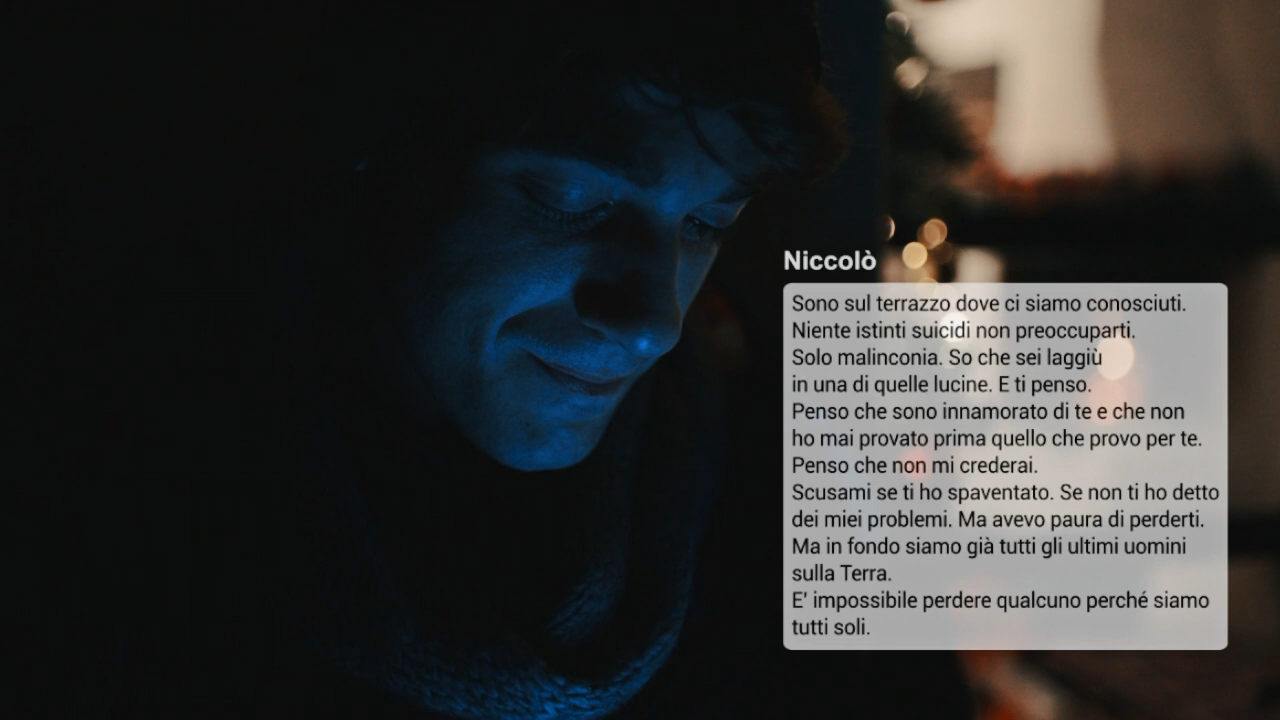 Niccolò
Sono sul terrazzo dove ci siamo conosciuti.
Niente istinti suicidi non preoccuparti.
Solo malinconia. So che sei laggiù
in una di quelle lucine. E ti penso.
Penso che sono innamorato di te e che non
ho mai provato prima quello che provo per te.
Penso che non mi crederai.
Scusami se ti ho spaventato. Se non ti ho detto
dei miei problemi. Ma avevo paura di perderti.
Ma in fondo siamo già tutti gli ultimi uomini
sulla Terra.
E' impossibile perdere qualcuno perché siamo
tutti soli.